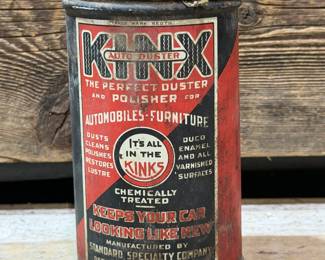 TRADE MARK REGTD.
KINX
AUTO DUSTER
THE PERFECT DUSTER
AND POLISHER FOR
AUTOMOBILES-FURNITURE
DUSTS
CLEANS
POLISHES
RESTORES
LUSTRE
IT'S ALL
IN THE
KINKS
DUCO
ENAMEL
AND ALL
VARNISHED
SURFACES
CHEMICALLY
TREATED
KEEPS YOUR CAR
LOOKING LIKE NEW
MANUFACTURED BY
STANDARD SPECIALTY COMPANY